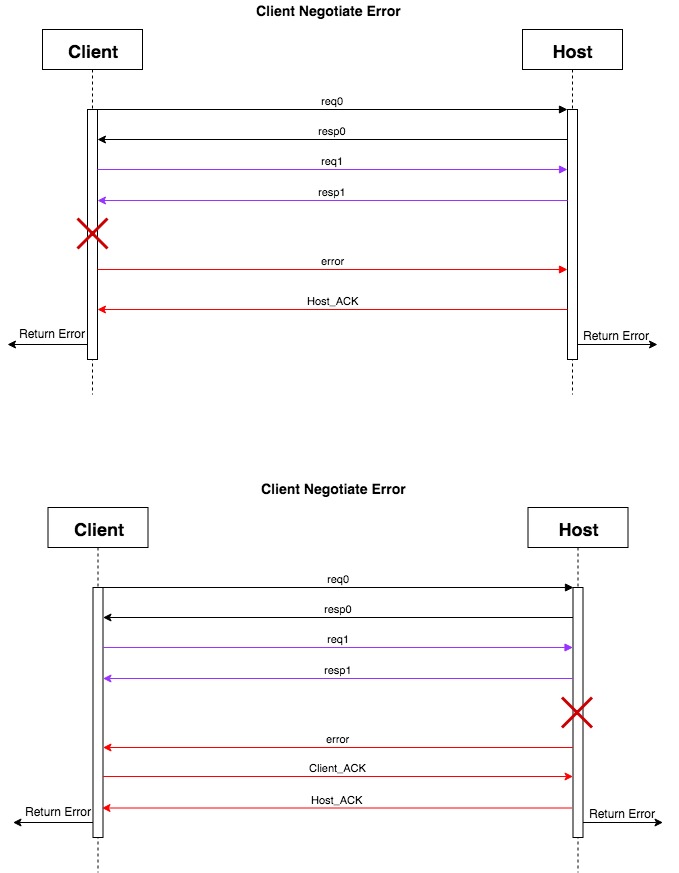 Client Negotiate Error
Client
Host
req0
resp0
req1
resp1
error
Host_ACK
Return Error
Return Error
Client Negotiate Error
Client
Host
req0
resp0
req1
resp1
error
Client_ACK
Host_ACK
Return Error
Return Error